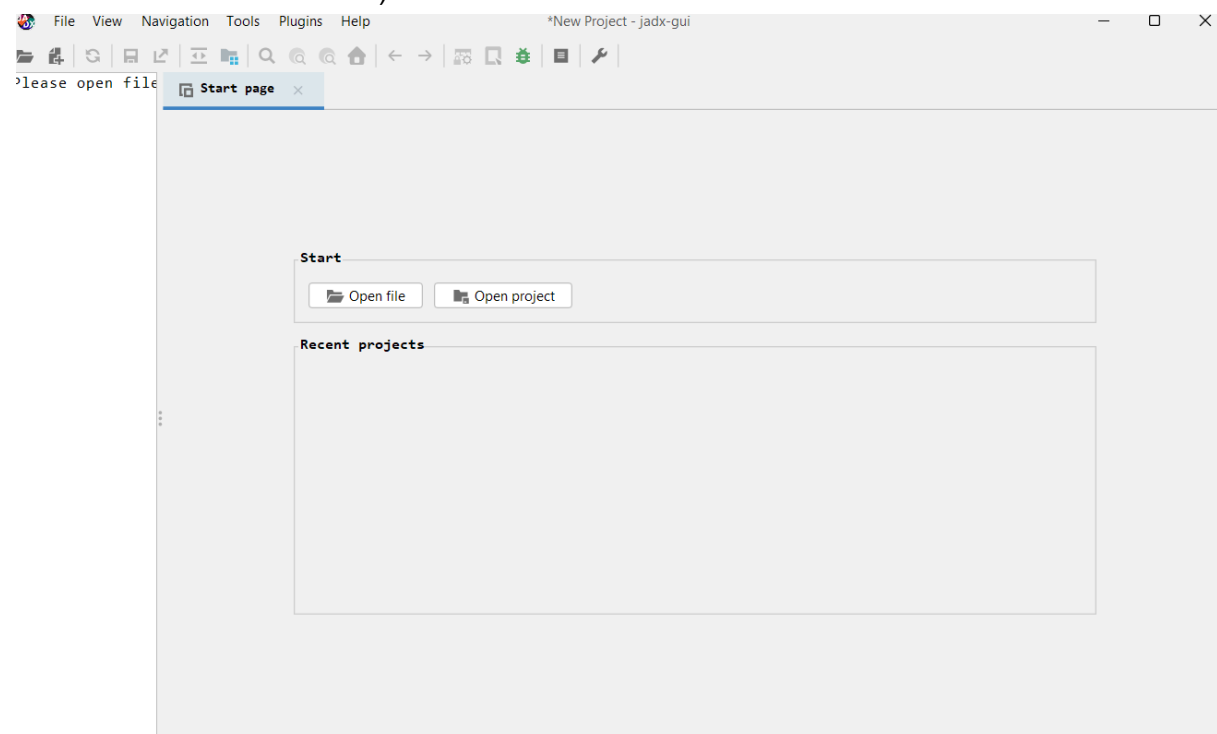 File View Navigation Tools Plugins Help *New Project - jadx-gui
Please open file
Start page
Start
Open file Open project
Recent projects